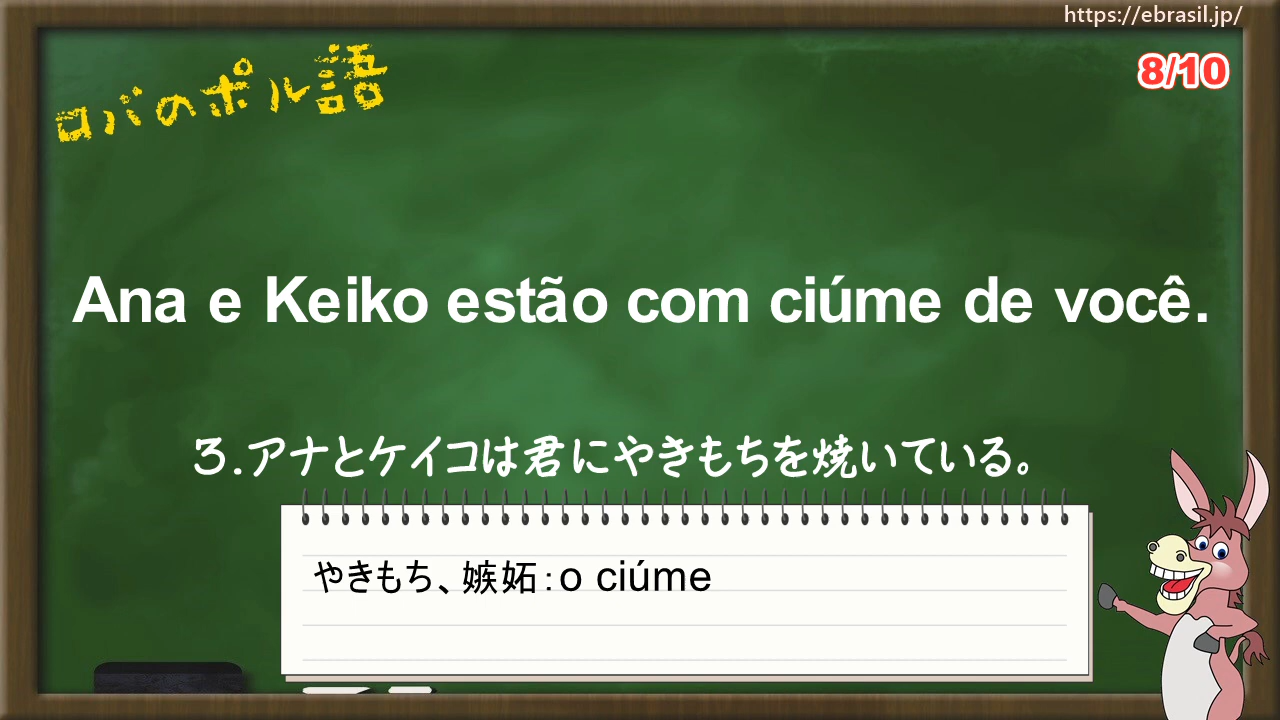 https://ebrasil.jp/
8/10
ロバのポル語
Ana e Keiko estão com ciúme de você.
３.アナとケイコは君にやきもちを焼いている。
やきもち、嫉妬：o ciúme